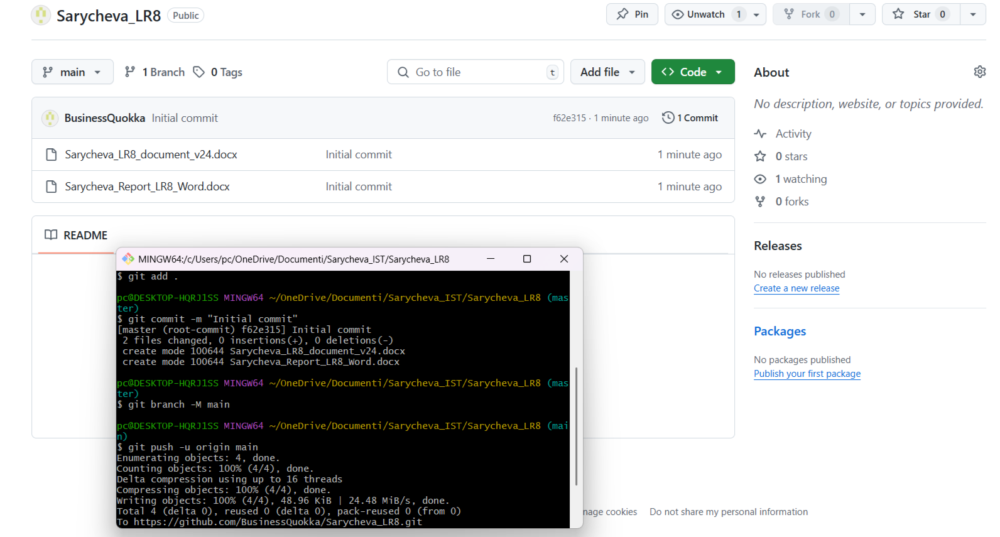 Sarycheva_LR8 Public Pin Unwatch 1 Fork 0 Star 0
main 1 Branch 0 Tags Go to file t Add file Code
BusinessQuokka Initial commit f62e315 · 1 minute ago 1 Commit
Sarycheva_LR8_document_v24.docx Initial commit 1 minute ago
Sarycheva_Report_LR8_Word.docx Initial commit 1 minute ago
README
About
No description, website, or topics provided.
Activity
0 stars
1 watching
0 forks
Releases
No releases published
Create a new release
Packages
No packages published
Publish your first package
MINGW64:/c/Users/pc/OneDrive/Documenti/Sarycheva_IST/Sarycheva_LR8
$ git add .
pc@DESKTOP-HQRJ1SS MINGW64 ~/OneDrive/Documenti/Sarycheva_IST/Sarycheva_LR8 (mas
ter)
$ git commit -m "Initial commit"
[master (root-commit) f62e315] Initial commit
2 files changed, 0 insertions(+), 0 deletions(-)
create mode 100644 Sarycheva_LR8_document_v24.docx
create mode 100644 Sarycheva_Report_LR8_Word.docx
pc@DESKTOP-HQRJ1SS MINGW64 ~/OneDrive/Documenti/Sarycheva_IST/Sarycheva_LR8 (mas
ter)
$ git branch -M main
pc@DESKTOP-HQRJ1SS MINGW64 ~/OneDrive/Documenti/Sarycheva_IST/Sarycheva_LR8 (mai
n)
$ git push -u origin main
Enumerating objects: 4, done.
Counting objects: 100% (4/4), done.
Delta compression using up to 16 threads
Compressing objects: 100% (4/4), done.
Writing objects: 100% (4/4), 48.96 KiB | 24.48 MiB/s, done.
Total 4 (delta 0), reused 0 (delta 0), pack-reused 0 (from 0)
To https://github.com/BusinessQuokka/Sarycheva_LR8.git
nage cookies Do not share my personal information